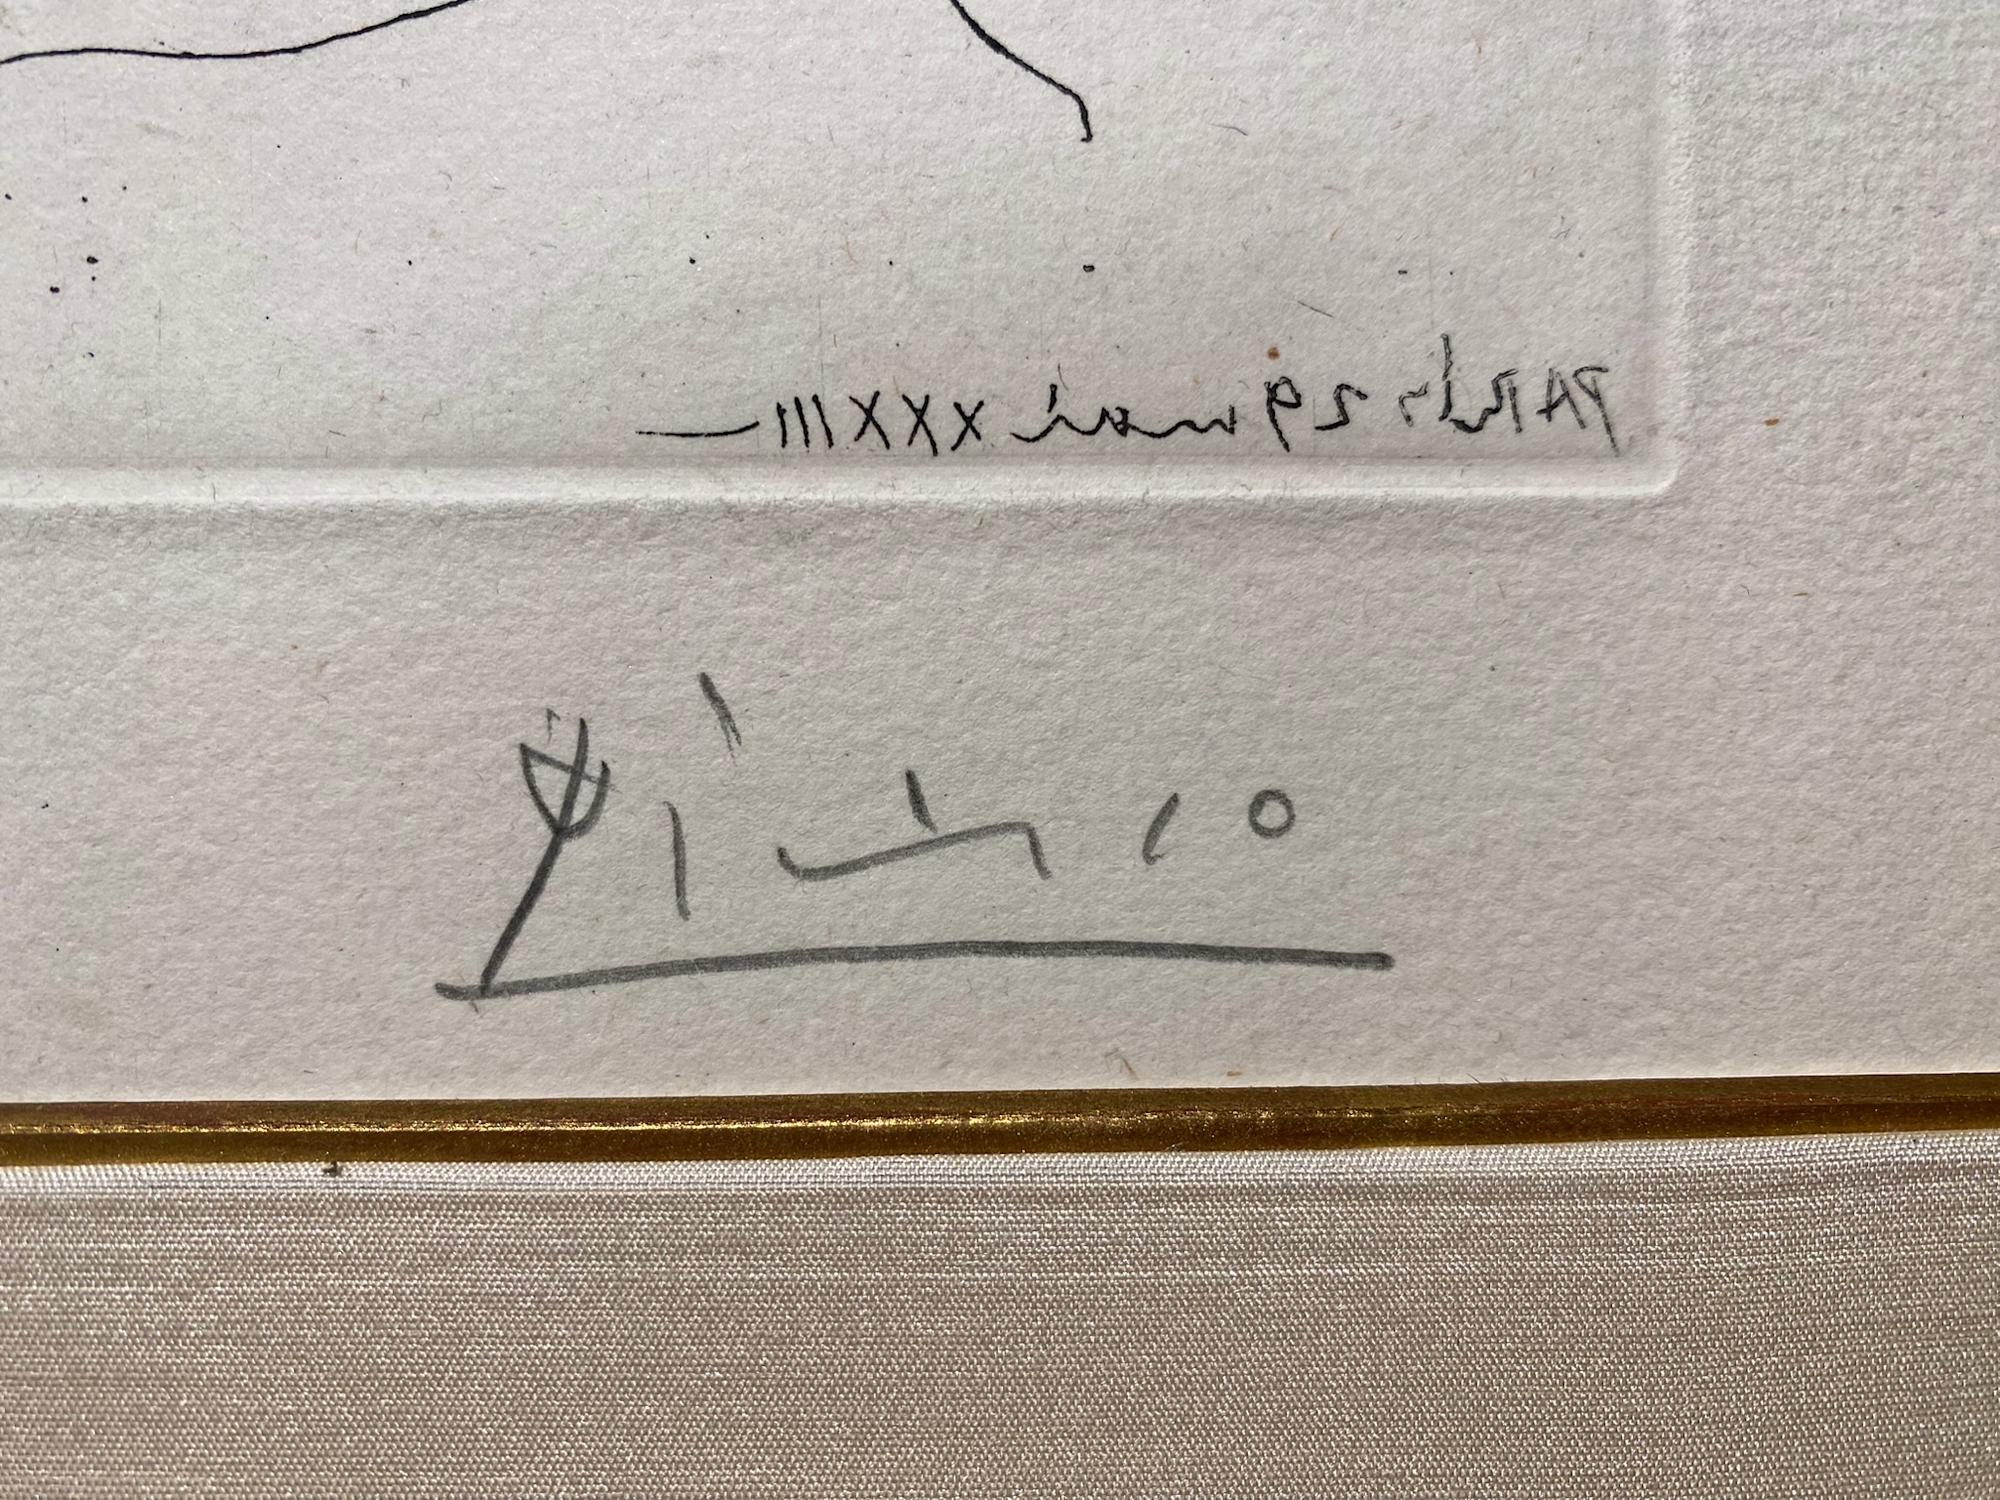 PARIS 29 mai XXXIII —
Picasso